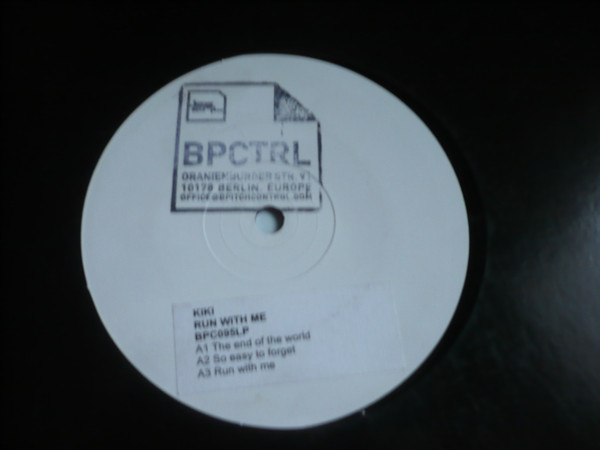 BPCTRL
ORANIENBURGER STR.
10178 BERLIN, EUROPE
OFFICE@BPITCHCONTROL.COM
KIKI
RUN WITH ME
BPC095LP
A1 The end of the world
A2 So easy to forget
A3 Run with me